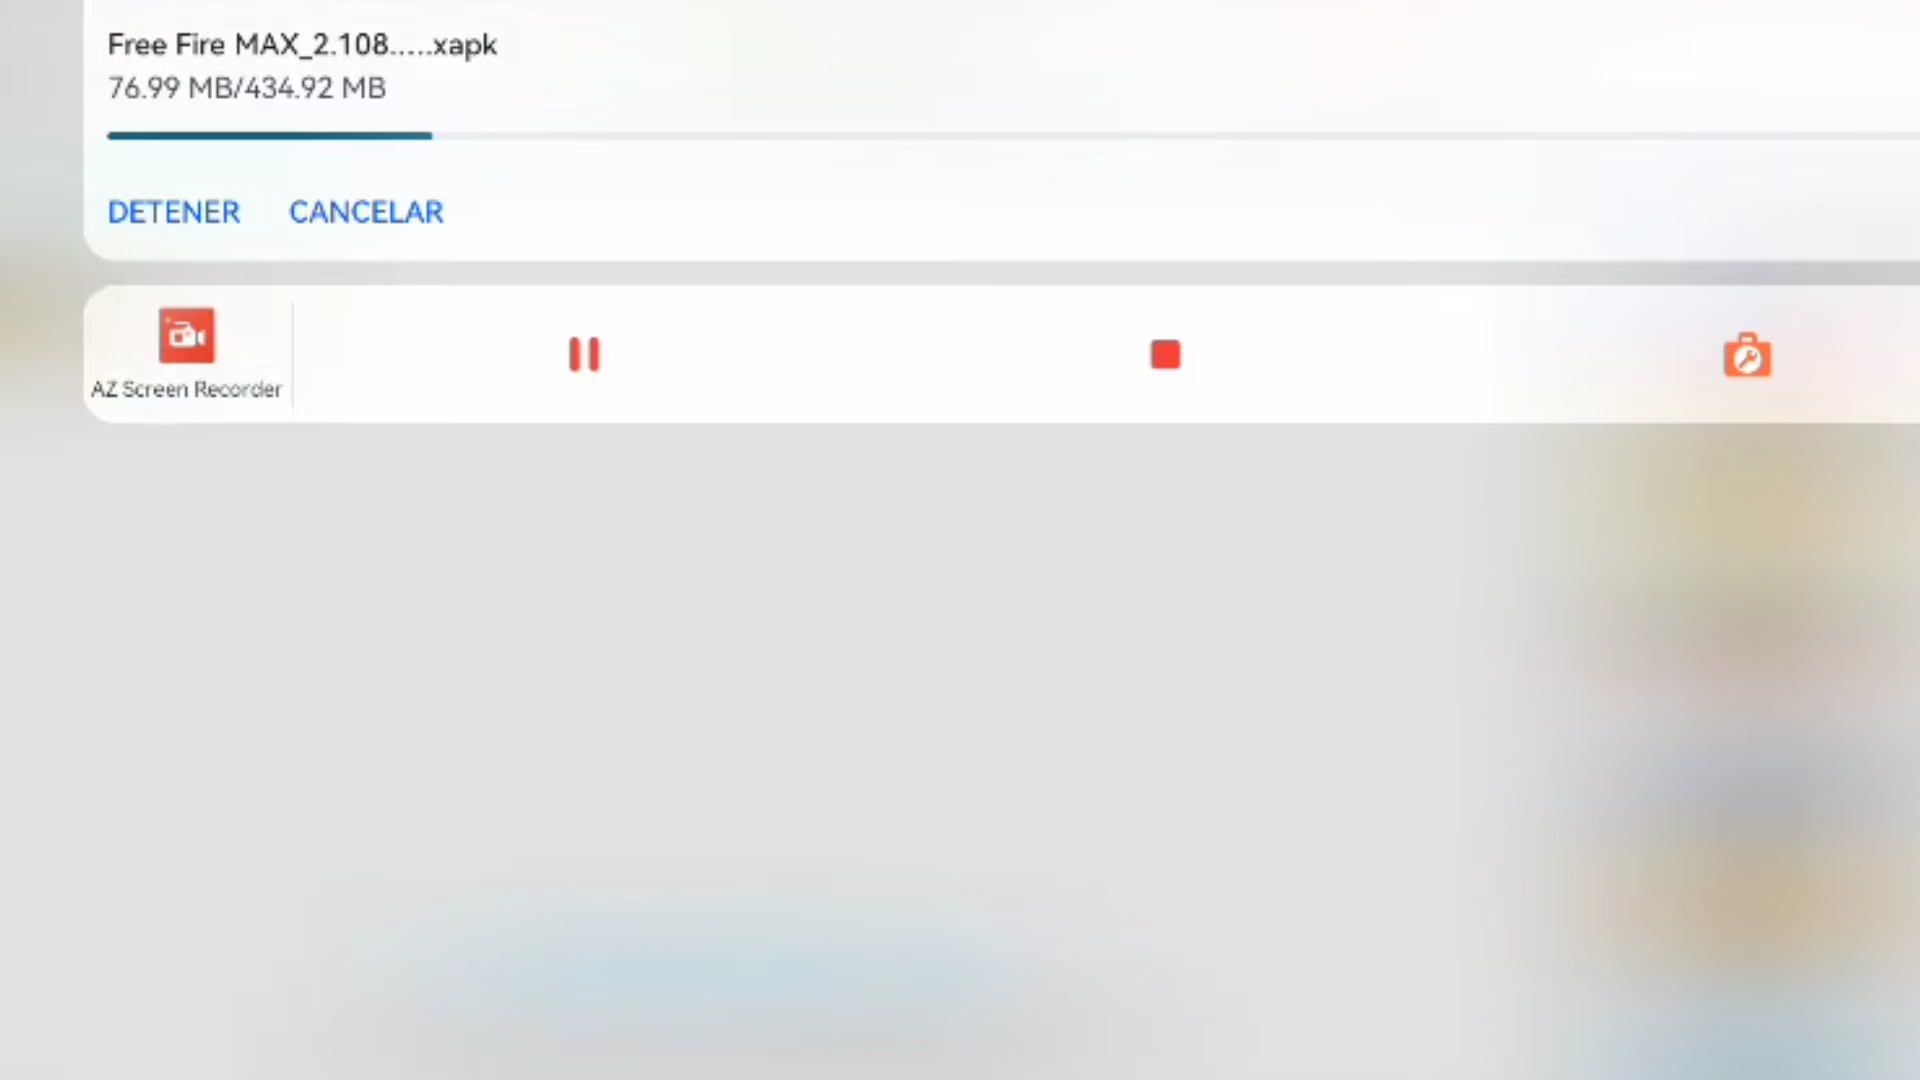 Free Fire MAX_2.108.....xapk
76.99 MB/434.92 MB
DETENER CANCELAR
AZ Screen Recorder